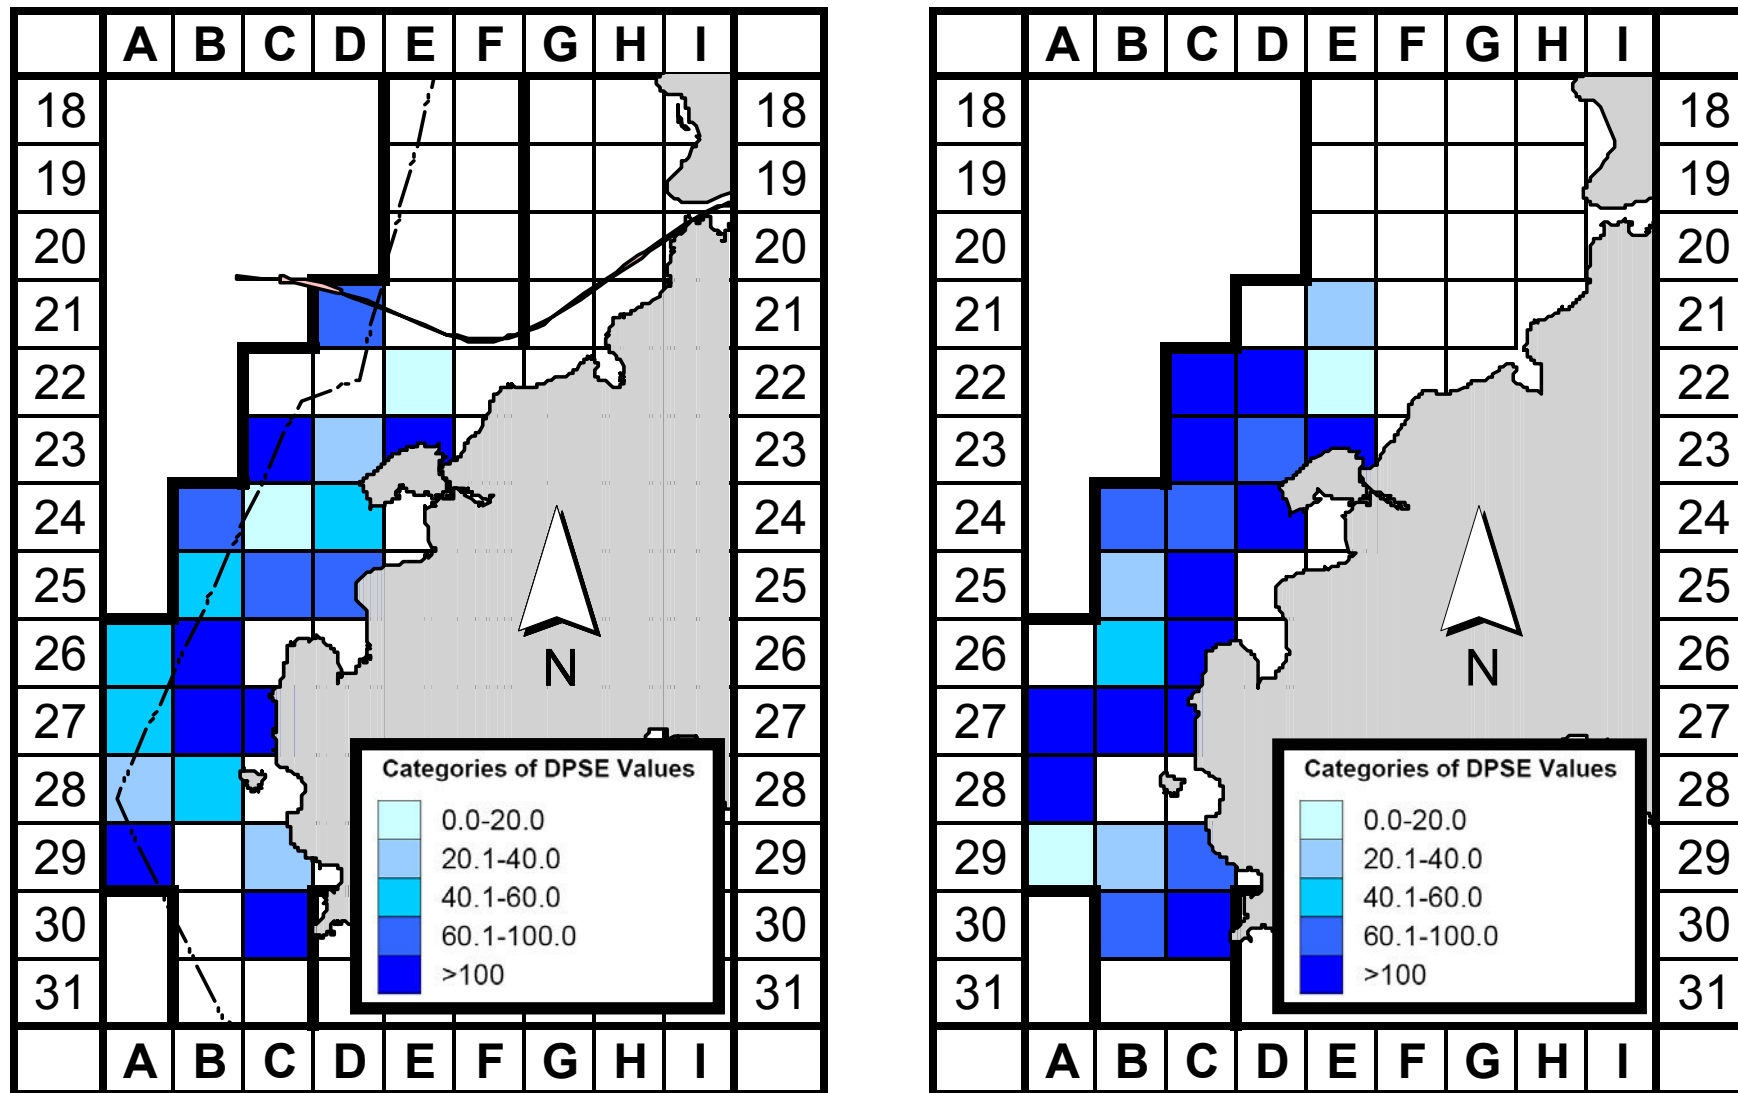 A B C D E F G H I
18 18
19 19
20 20
21 21
22 22
23 23
24 24
25 25
26 26
N
27 27
Categories of DPSE Values
28 28
0.0-20.0
29 20.1-40.0 29
40.1-60.0
30 60.1-100.0 30
31 >100 31
A B C D E F G H I
A B C D E F G H I
18 18
19 19
20 20
21 21
22 22
23 23
24 24
25 25
26 26
N
27 27
Categories of DPSE Values
28 28
0.0-20.0
29 20.1-40.0 29
40.1-60.0
30 60.1-100.0 30
31 >100 31
A B C D E F G H I